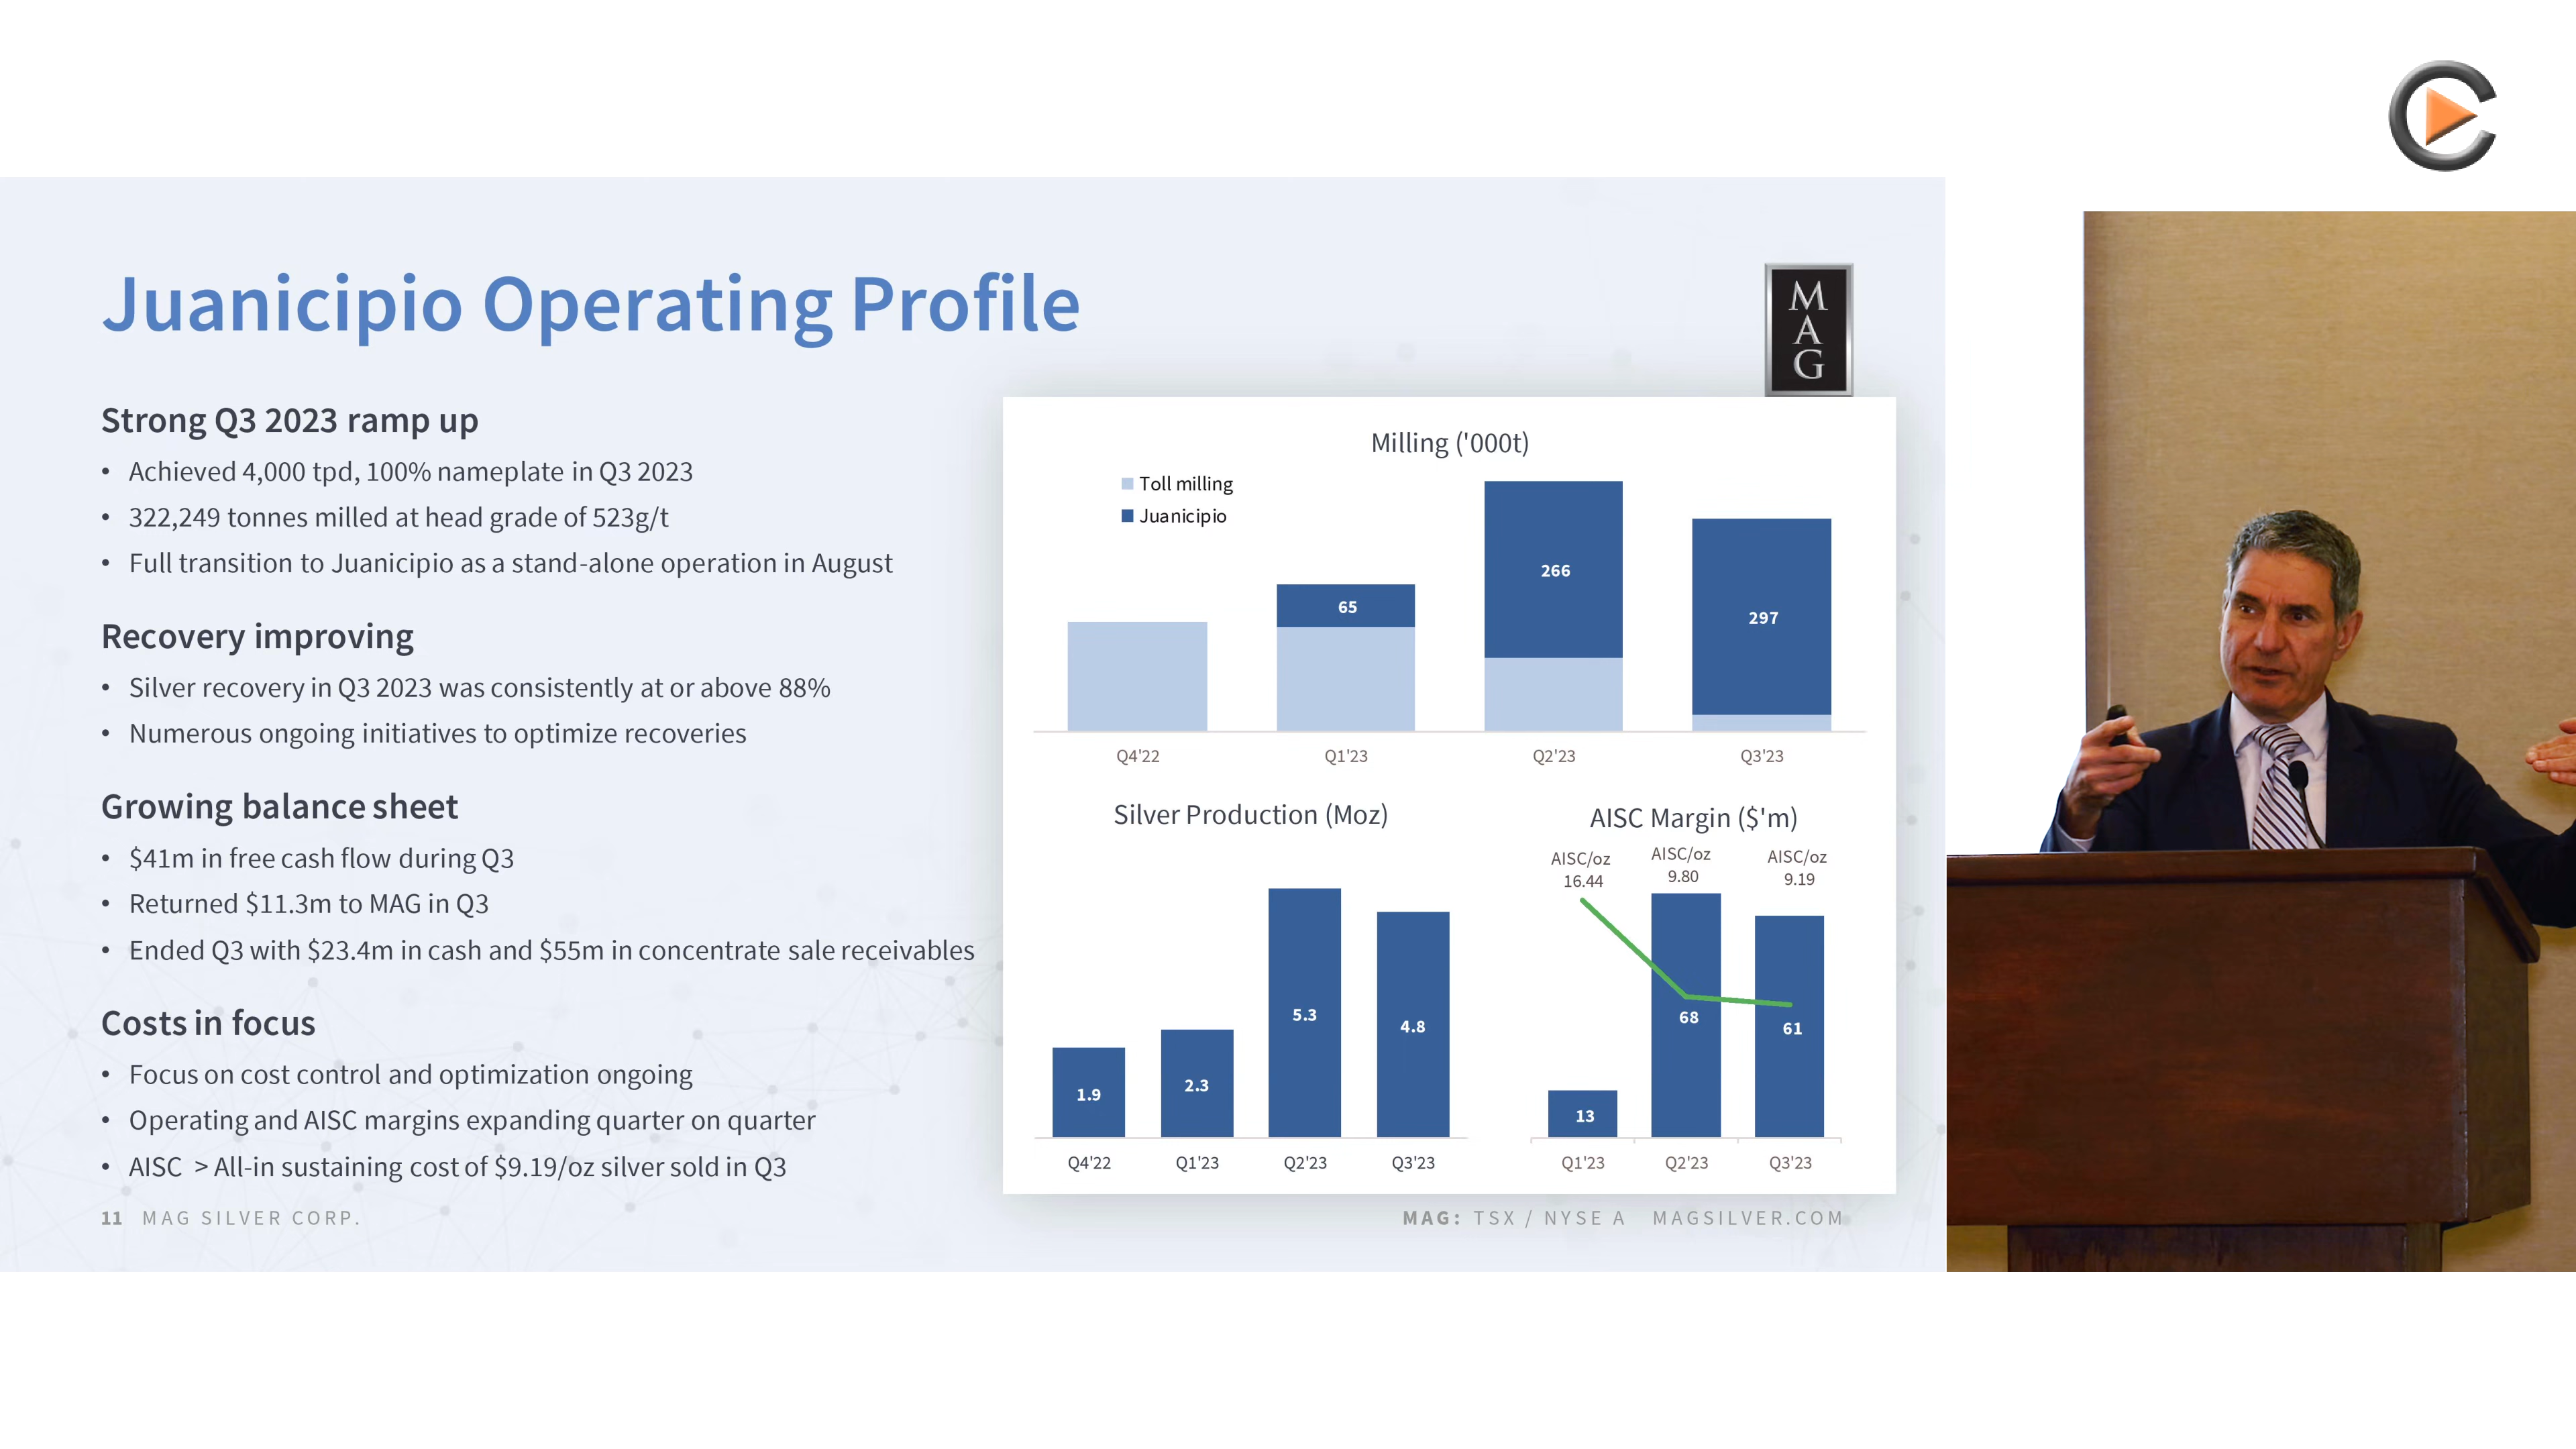 Juanicipio Operating Profile
M
A
G
Strong Q3 2023 ramp up
• Achieved 4,000 tpd, 100% nameplate in Q3 2023
• 322,249 tonnes milled at head grade of 523g/t
• Full transition to Juanicipio as a stand-alone operation in August
Recovery improving
• Silver recovery in Q3 2023 was consistently at or above 88%
• Numerous ongoing initiatives to optimize recoveries
Growing balance sheet
• $41m in free cash flow during Q3
• Returned $11.3m to MAG in Q3
• Ended Q3 with $23.4m in cash and $55m in concentrate sale receivables
Costs in focus
• Focus on cost control and optimization ongoing
• Operating and AISC margins expanding quarter on quarter
• AISC > All-in sustaining cost of $9.19/oz silver sold in Q3
Milling ('000t)
Toll milling
Juanicipio
65
266
297
Q4'22 Q1'23 Q2'23 Q3'23
Silver Production (Moz)
1.9
2.3
5.3
4.8
Q4'22 Q1'23 Q2'23 Q3'23
AISC Margin ($'m)
AISC/oz
16.44
AISC/oz
9.80
AISC/oz
9.19
13
68
61
Q1'23 Q2'23 Q3'23
11 MAG SILVER CORP.
MAG: TSX / NYSE A MAGSILVER.COM